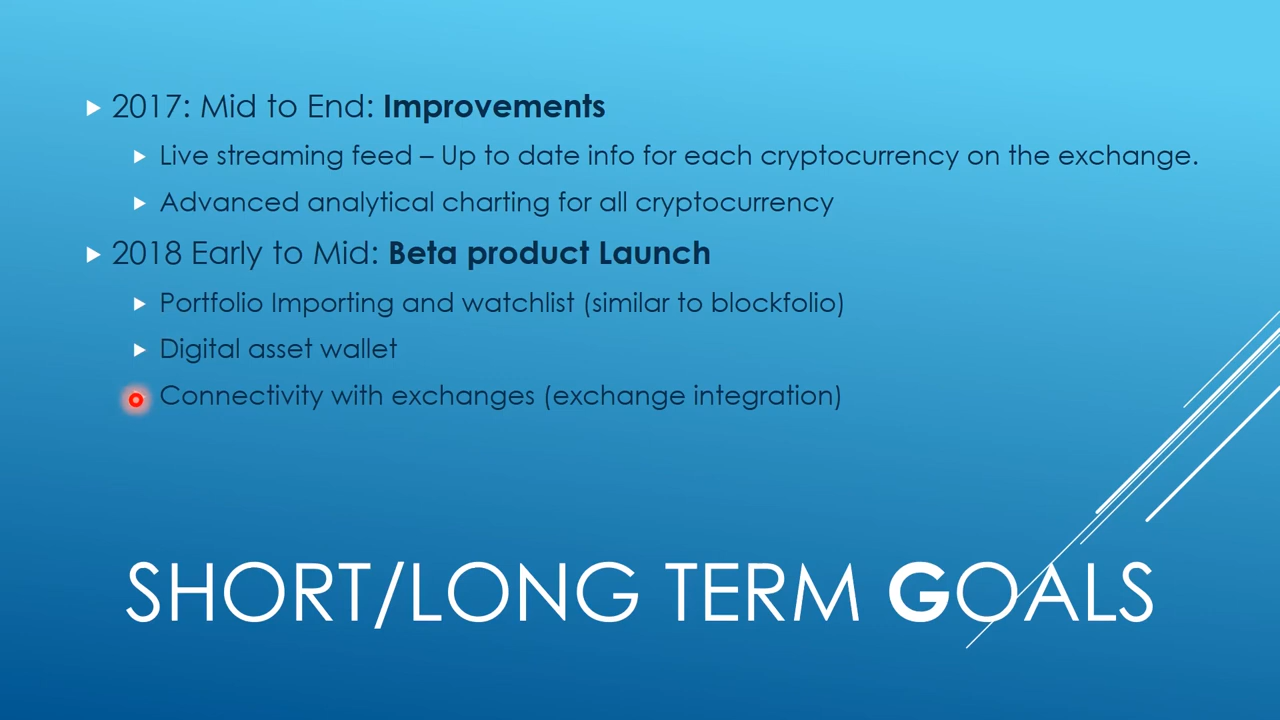 2017: Mid to End: Improvements
Live streaming feed – Up to date info for each cryptocurrency on the exchange.
Advanced analytical charting for all cryptocurrency
2018 Early to Mid: Beta product Launch
Portfolio Importing and watchlist (similar to blockfolio)
Digital asset wallet
Connectivity with exchanges (exchange integration)
SHORT/LONG TERM GOALS